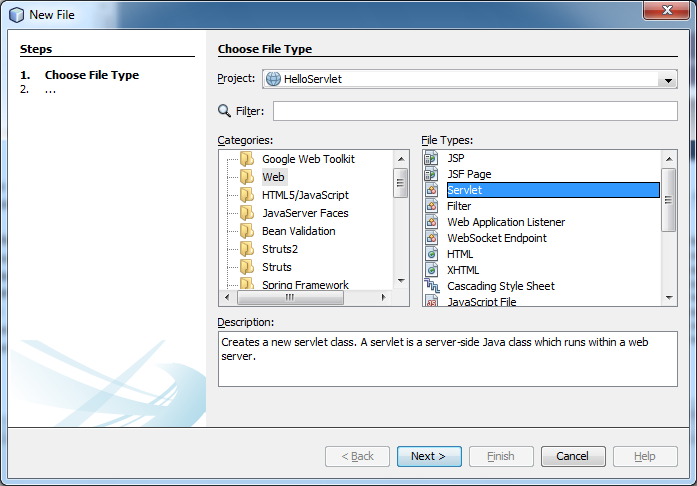 New File
Steps
1. Choose File Type
2. ...
Choose File Type
Project: HelloServlet
Filter:
Categories:
Google Web Toolkit
Web
HTML5/JavaScript
JavaServer Faces
Bean Validation
Struts2
Struts
Spring Framework
File Types:
JSP
JSF Page
Servlet
Filter
Web Application Listener
WebSocket Endpoint
HTML
XHTML
Cascading Style Sheet
JavaScript File
Description:
Creates a new servlet class. A servlet is a server-side Java class which runs within a web
server.
< Back Next > Finish Cancel Help